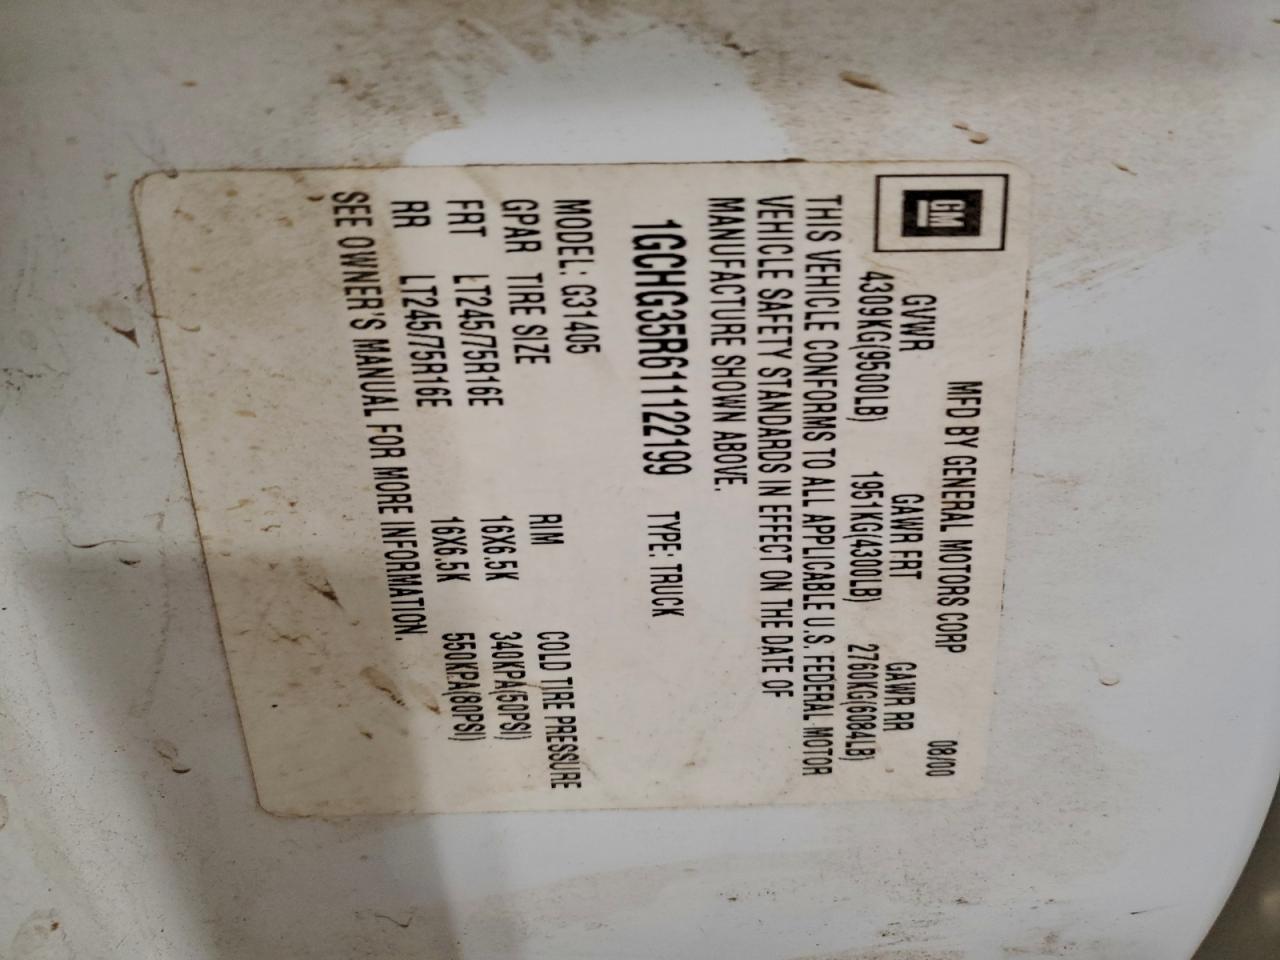 GM
MFD BY GENERAL MOTORS CORP 08/00
GVWR GAWR FRT GAWR RR
4309KG(9500LB) 1951KG(4300LB) 2760KG(6084LB)
THIS VEHICLE CONFORMS TO ALL APPLICABLE U.S. FEDERAL MOTOR
VEHICLE SAFETY STANDARDS IN EFFECT ON THE DATE OF
MANUFACTURE SHOWN ABOVE.
1GCHG35R611122199 TYPE: TRUCK
MODEL: G31405
GPAR TIRE SIZE RIM COLD TIRE PRESSURE
FRT LT245/75R16E 16X6.5K 340KPA(50PSI)
RR LT245/75R16E 16X6.5K 550KPA(80PSI)
SEE OWNER'S MANUAL FOR MORE INFORMATION.